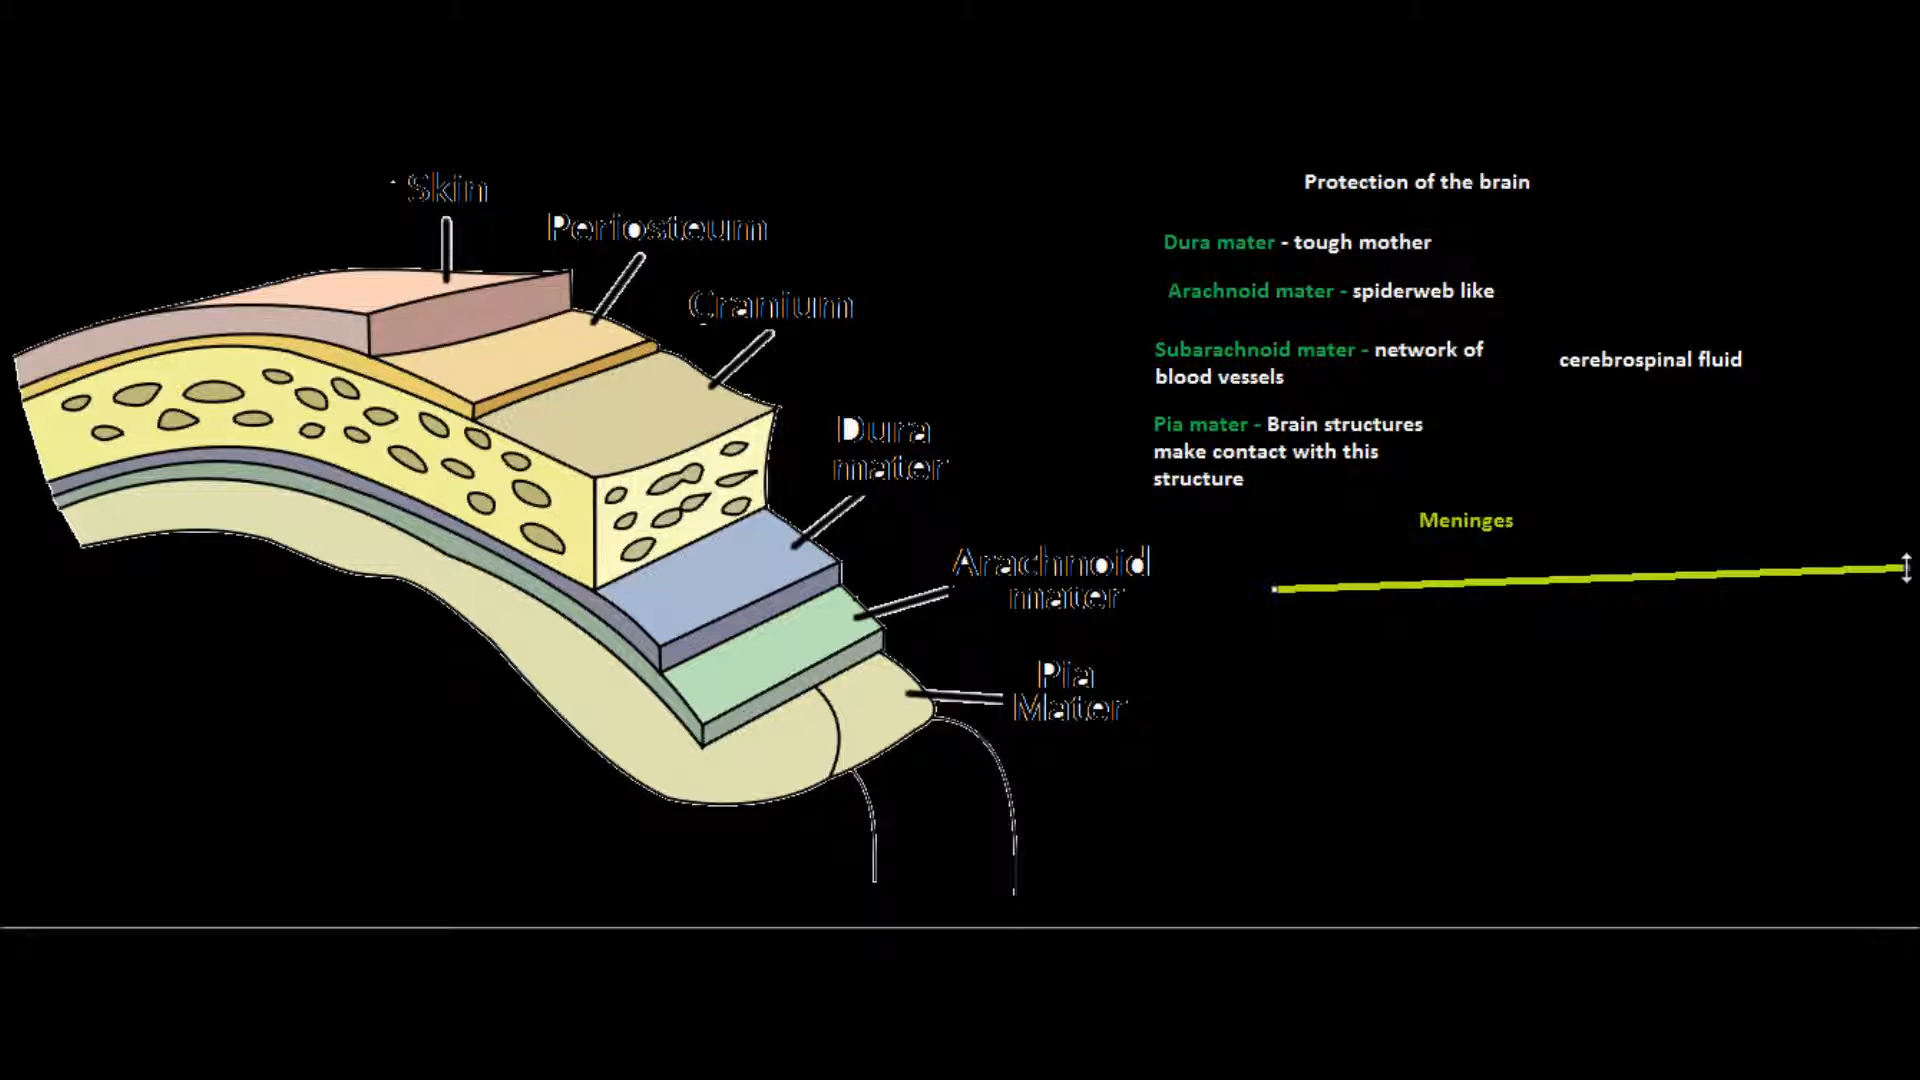 Skin
Periosteum
Cranium
Dura
mater
Arachnoid
mater
Pia
Mater
Protection of the brain
Dura mater - tough mother
Arachnoid mater - spiderweb like
Subarachnoid mater - network of
blood vessels
cerebrospinal fluid
Pia mater - Brain structures
make contact with this
structure
Meninges